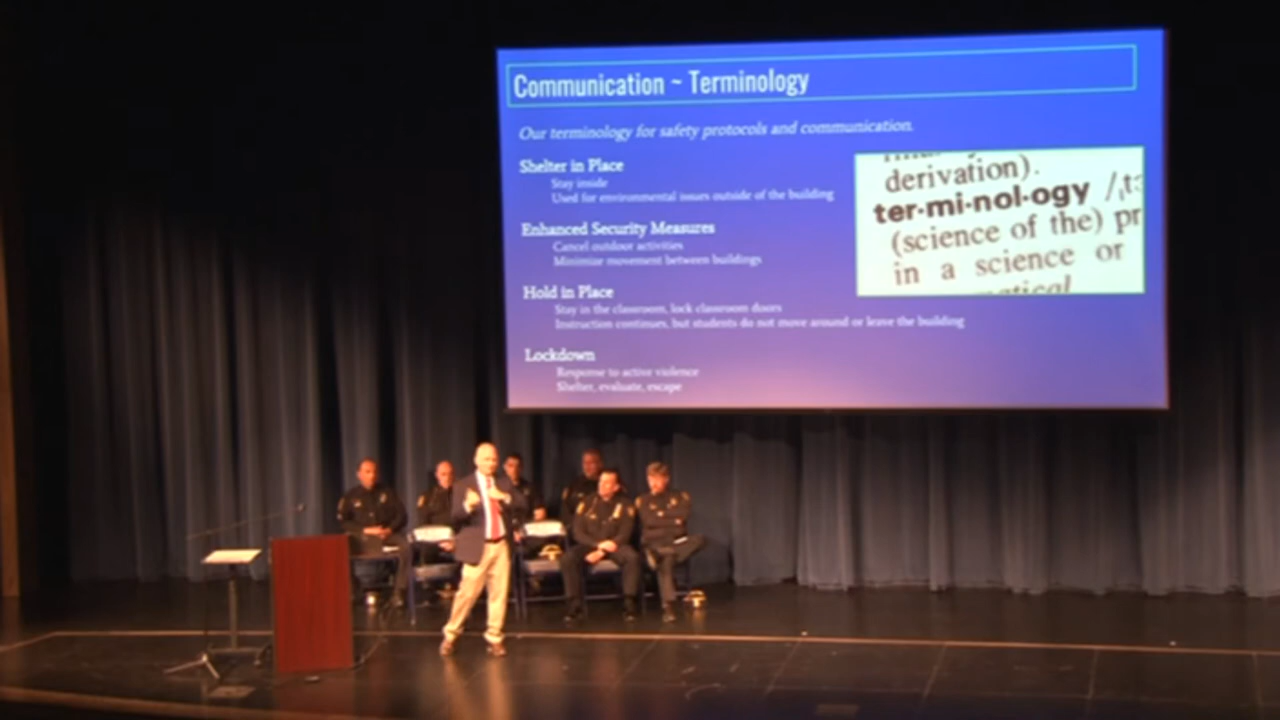 Communication ~ Terminology
Our terminology for safety protocols and communication.
Shelter in Place
Stay inside
Used for environmental issues outside of the building
Enhanced Security Measures
Cancel outdoor activities
Minimize movement between buildings
Hold in Place
Stay in the classroom, lock classroom doors
Instruction continues, but students do not move around or leave the building
Lockdown
Response to active violence
Shelter, evaluate, escape
derivation).
ter·mi·nol·ogy
(science of the) pr
in a science or